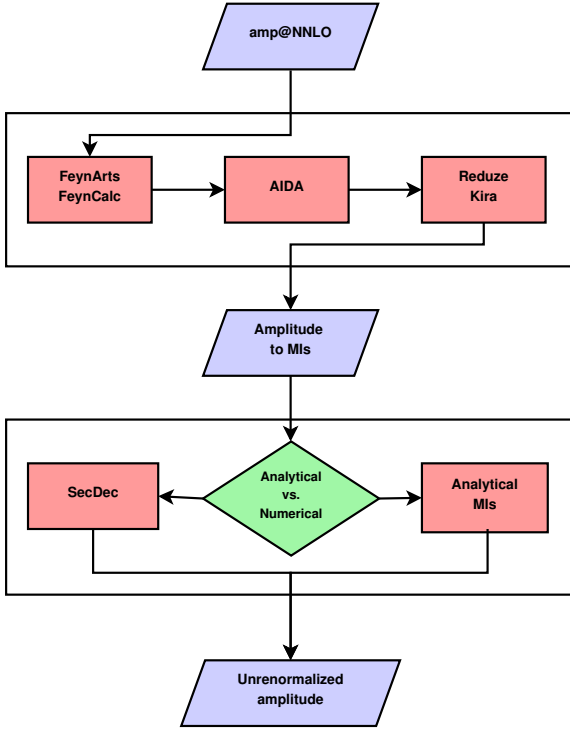 amp@NNLO
FeynArts
FeynCalc
AIDA
Reduze
Kira
Amplitude
to MIs
SecDec
Analytical
vs.
Numerical
Analytical
MIs
Unrenormalized
amplitude